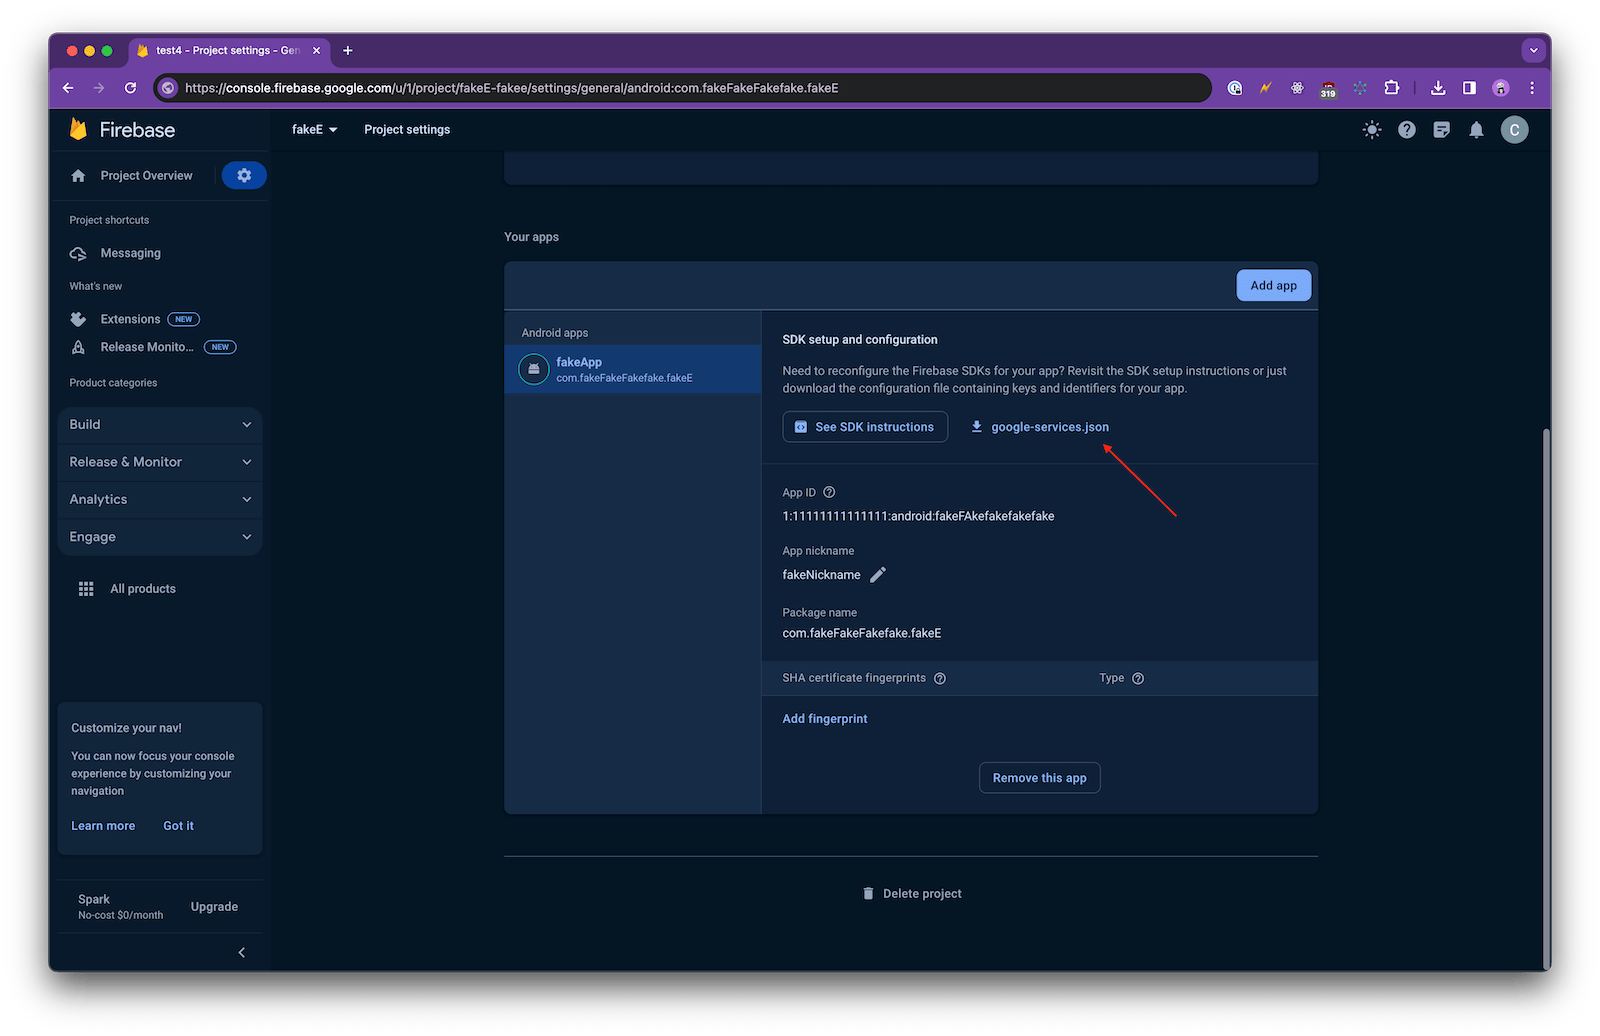 test4 - Project settings - Gen
https://console.firebase.google.com/u/1/project/fakeE-fakee/settings/general/android:com.fakeFakeFakefake.fakeE
319
Firebase
fakeE
Project settings
C
Project Overview
Project shortcuts
Messaging
What's new
Extensions NEW
Release Monito... NEW
Product categories
Build
Release & Monitor
Analytics
Engage
All products
Customize your nav!
You can now focus your console
experience by customizing your
navigation
Learn more Got it
Spark
No-cost $0/month
Upgrade
Your apps
Add app
Android apps
fakeApp
com.fakeFakeFakefake.fakeE
SDK setup and configuration
Need to reconfigure the Firebase SDKs for your app? Revisit the SDK setup instructions or just
download the configuration file containing keys and identifiers for your app.
See SDK instructions google-services.json
App ID
1:11111111111111:android:fakeFAkefakefakefake
App nickname
fakeNickname
Package name
com.fakeFakeFakefake.fakeE
SHA certificate fingerprints Type
Add fingerprint
Remove this app
Delete project